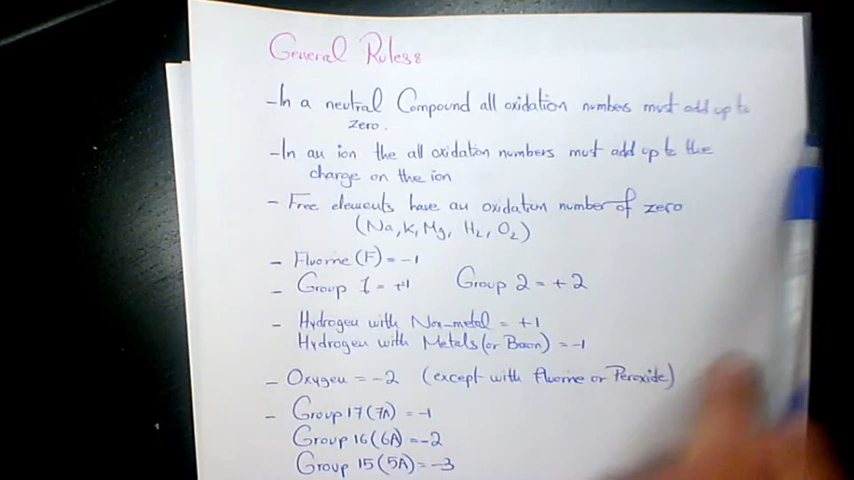 General Rules:
-In a neutral Compound all oxidation numbers must add up to
zero.
-In an ion the all oxidation numbers must add up to the
charge on the ion
- Free elements have an oxidation number of zero
(Na, K, Mg, H2, O2)
- Fluorine (F) = -1
- Group 1 = +1 Group 2 = +2
- Hydrogen with Non-metal = +1
Hydrogen with Metals (or Boron) = -1
- Oxygen = -2 (except with fluorine or Peroxide)
- Group 17 (7A) = -1
Group 16 (6A) = -2
Group 15 (5A) = -3